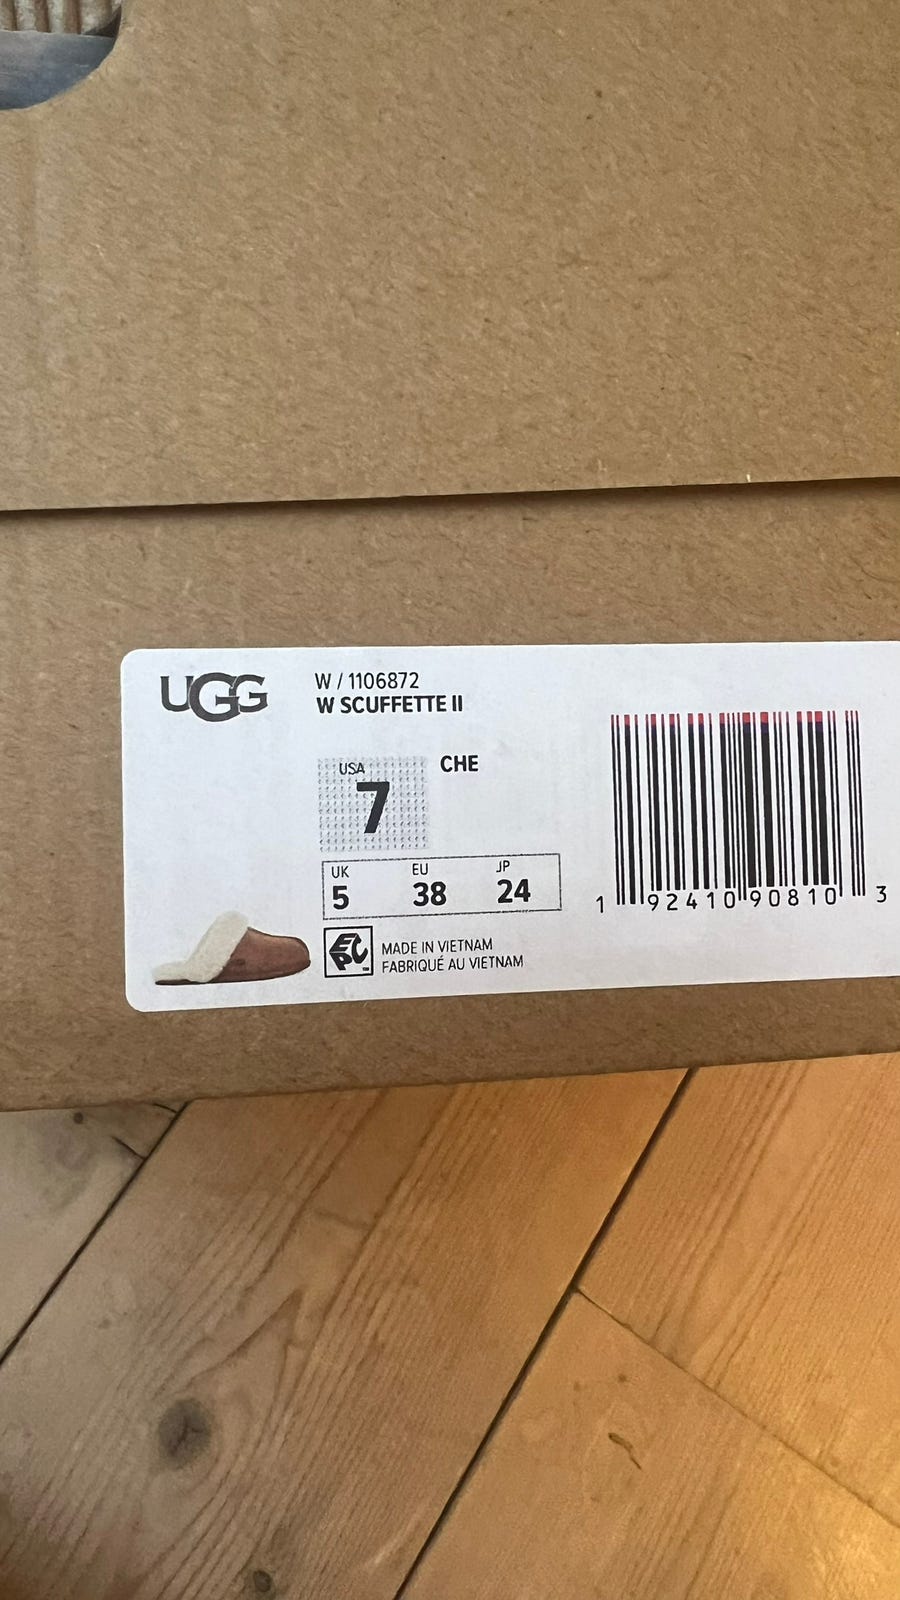 UGG
W / 1106872
W SCUFFETTE II
USA
7
CHE
UK EU JP
5 38 24
EPC
MADE IN VIETNAM
FABRIQUÉ AU VIETNAM
1 92410 90810 3